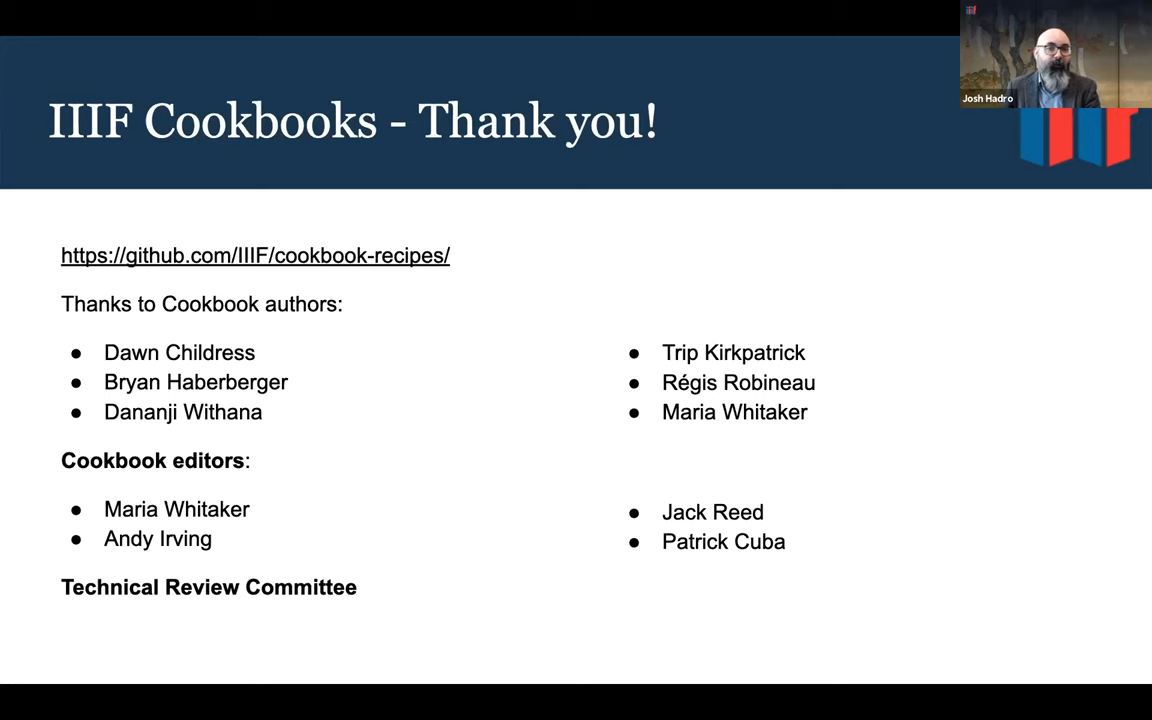 Josh Hadro
IIIF Cookbooks - Thank you!
iiif
https://github.com/IIIF/cookbook-recipes/
Thanks to Cookbook authors:
● Dawn Childress
● Bryan Haberberger
● Dananji Withana
● Trip Kirkpatrick
● Régis Robineau
● Maria Whitaker
Cookbook editors:
● Maria Whitaker
● Andy Irving
● Jack Reed
● Patrick Cuba
Technical Review Committee